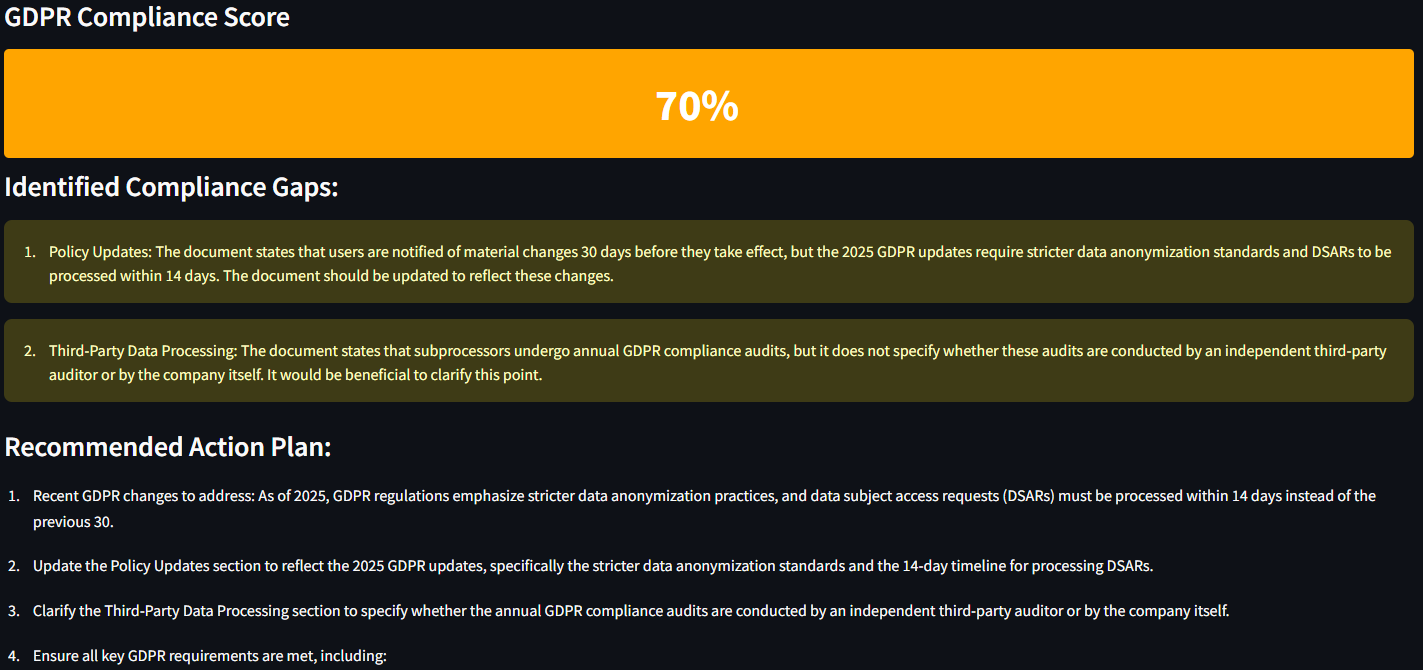 GDPR Compliance Score
70%
Identified Compliance Gaps:
1. Policy Updates: The document states that users are notified of material changes 30 days before they take effect, but the 2025 GDPR updates require stricter data anonymization standards and DSARs to be
processed within 14 days. The document should be updated to reflect these changes.
2. Third-Party Data Processing: The document states that subprocessors undergo annual GDPR compliance audits, but it does not specify whether these audits are conducted by an independent third-party
auditor or by the company itself. It would be beneficial to clarify this point.
Recommended Action Plan:
1. Recent GDPR changes to address: As of 2025, GDPR regulations emphasize stricter data anonymization practices, and data subject access requests (DSARs) must be processed within 14 days instead of the
previous 30.
2. Update the Policy Updates section to reflect the 2025 GDPR updates, specifically the stricter data anonymization standards and the 14-day timeline for processing DSARs.
3. Clarify the Third-Party Data Processing section to specify whether the annual GDPR compliance audits are conducted by an independent third-party auditor or by the company itself.
4. Ensure all key GDPR requirements are met, including: